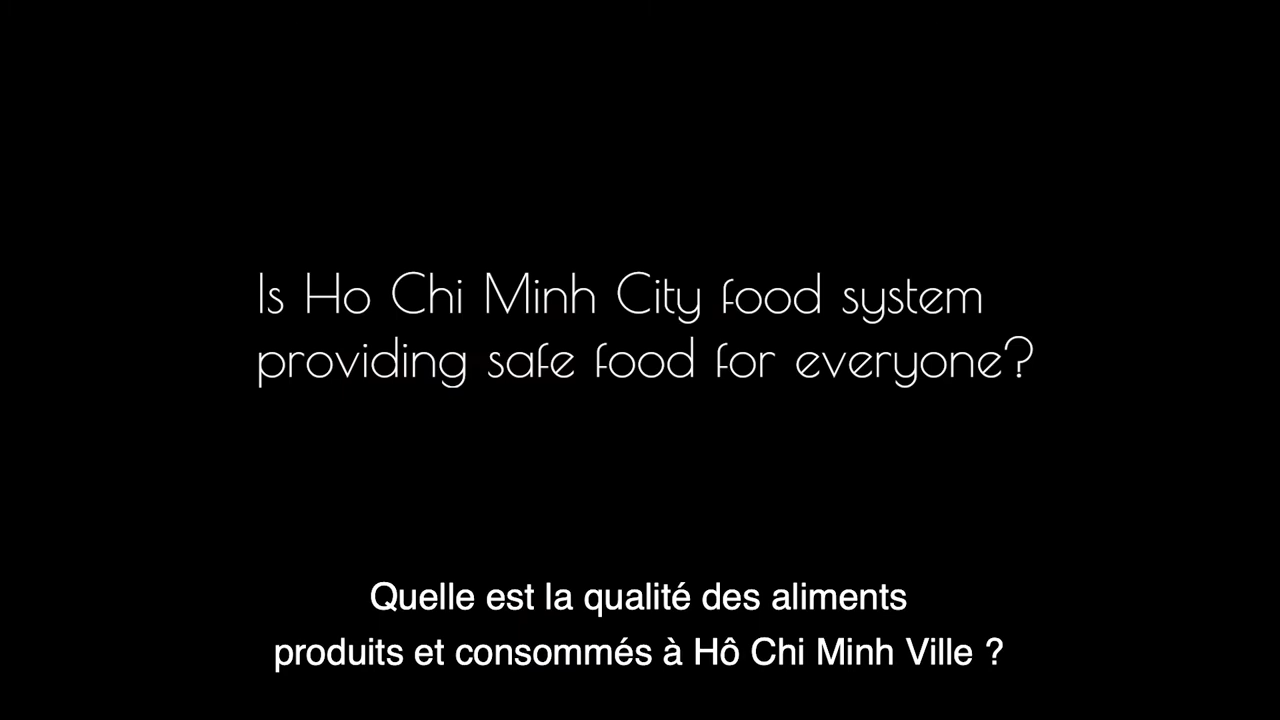 Is Ho Chi Minh City food system
providing safe food for everyone?
Quelle est la qualité des aliments
produits et consommés à Hô Chi Minh Ville ?